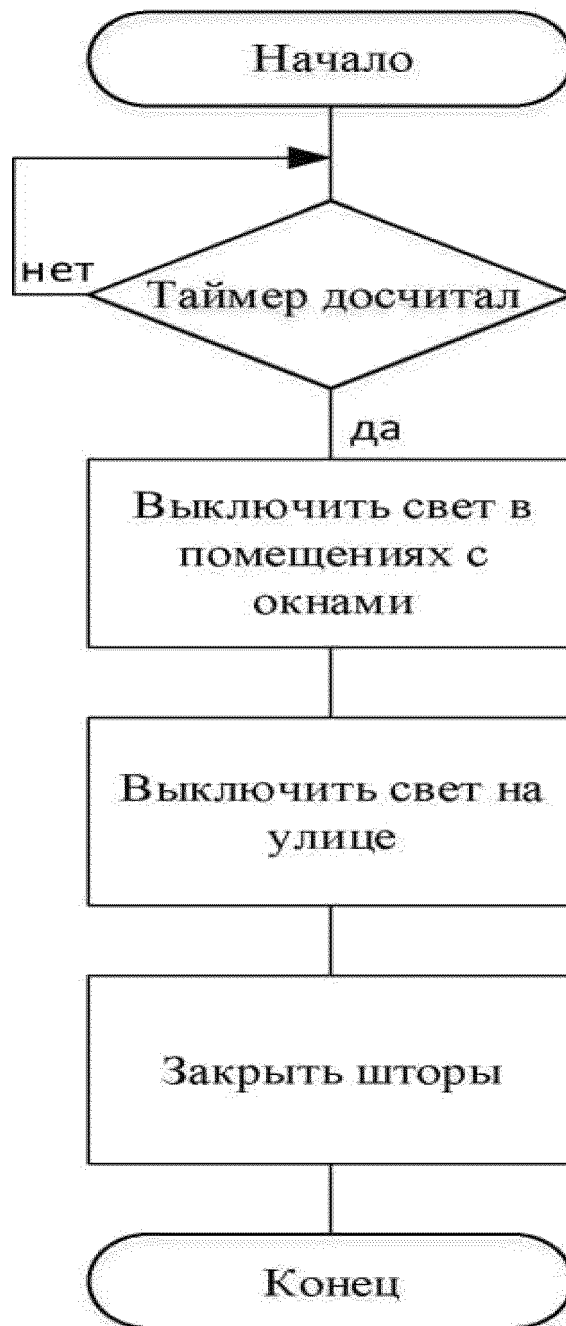 Начало
нет
Таймер досчитал
да
Выключить свет в
помещениях с
окнами
Выключить свет на
улице
Закрыть шторы
Конец